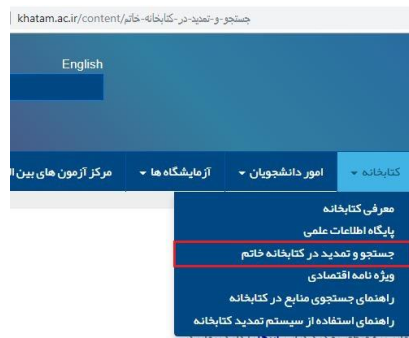 khatam.ac.ir/content/جستجو-و-تمدید-در-کتابخانه-خاتم
English
کتابخانه
امور دانشجویان
آزمایشگاه ها
مرکز آزمون های بین ال
معرفی کتابخانه
پایگاه اطلاعات علمی
جستجو و تمدید در کتابخانه خاتم
ویژه نامه اقتصادی
راهنمای جستجوی منابع در کتابخانه
راهنمای استفاده از سیستم تمدید کتابخانه